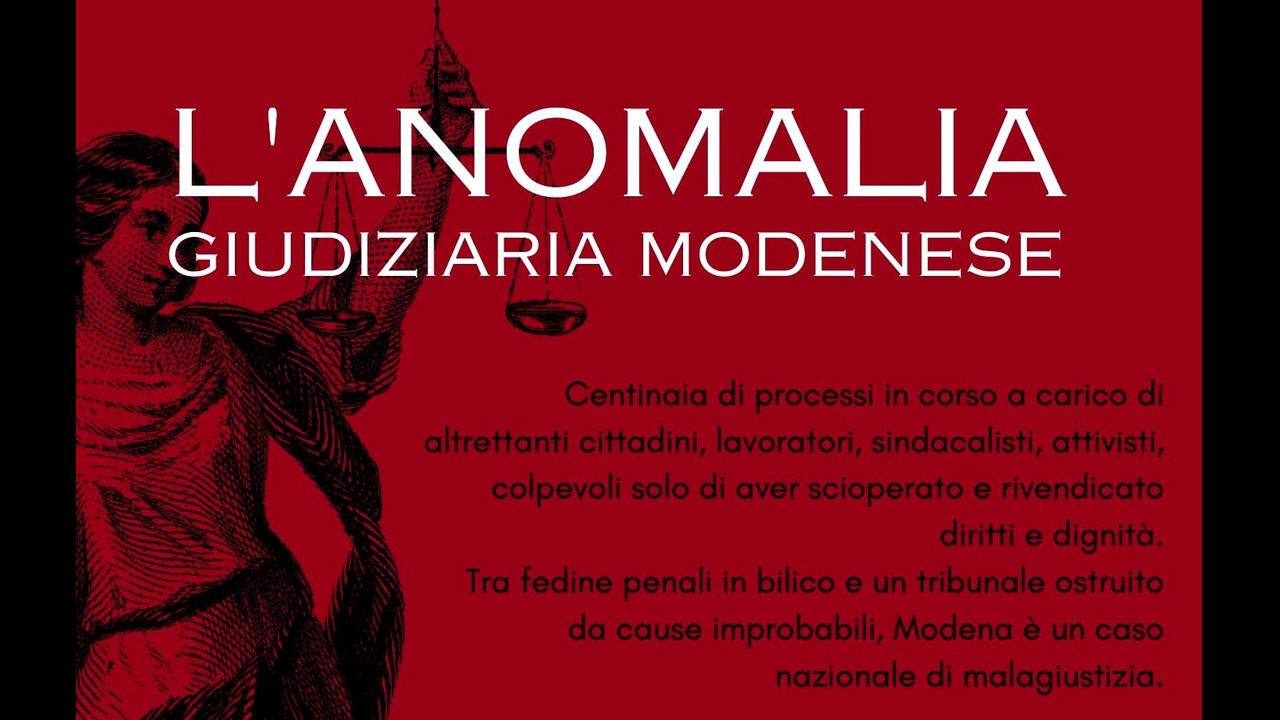 L'ANOMALIA
GIUDIZIARIA MODENESE
Centinaia di processi in corso a carico di
altrettanti cittadini, lavoratori, sindacalisti, attivisti,
colpevoli solo di aver scioperato e rivendicato
diritti e dignità.
Tra fedine penali in bilico e un tribunale ostruito
da cause improbabili, Modena è un caso
nazionale di malagiustizia.